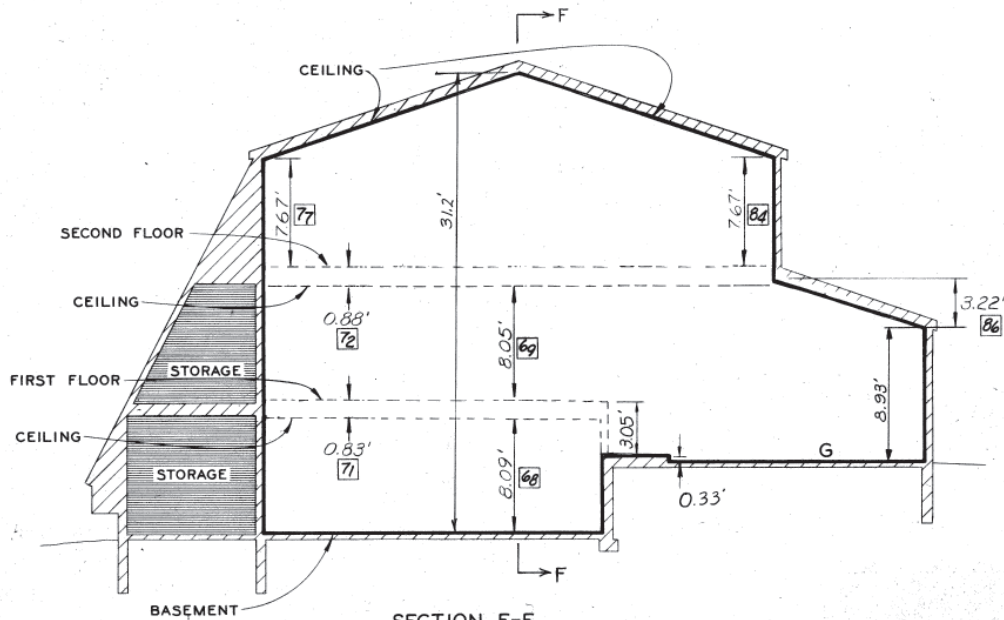 F
CEILING
7.67'
77
31.2'
7.67'
84
SECOND FLOOR
CEILING
0.88'
72
8.05'
69
3.22'
86
STORAGE
FIRST FLOOR
CEILING
0.83'
71
3.05'
8.93'
STORAGE
8.09'
68
G
0.33'
F
BASEMENT
SECTION E-E